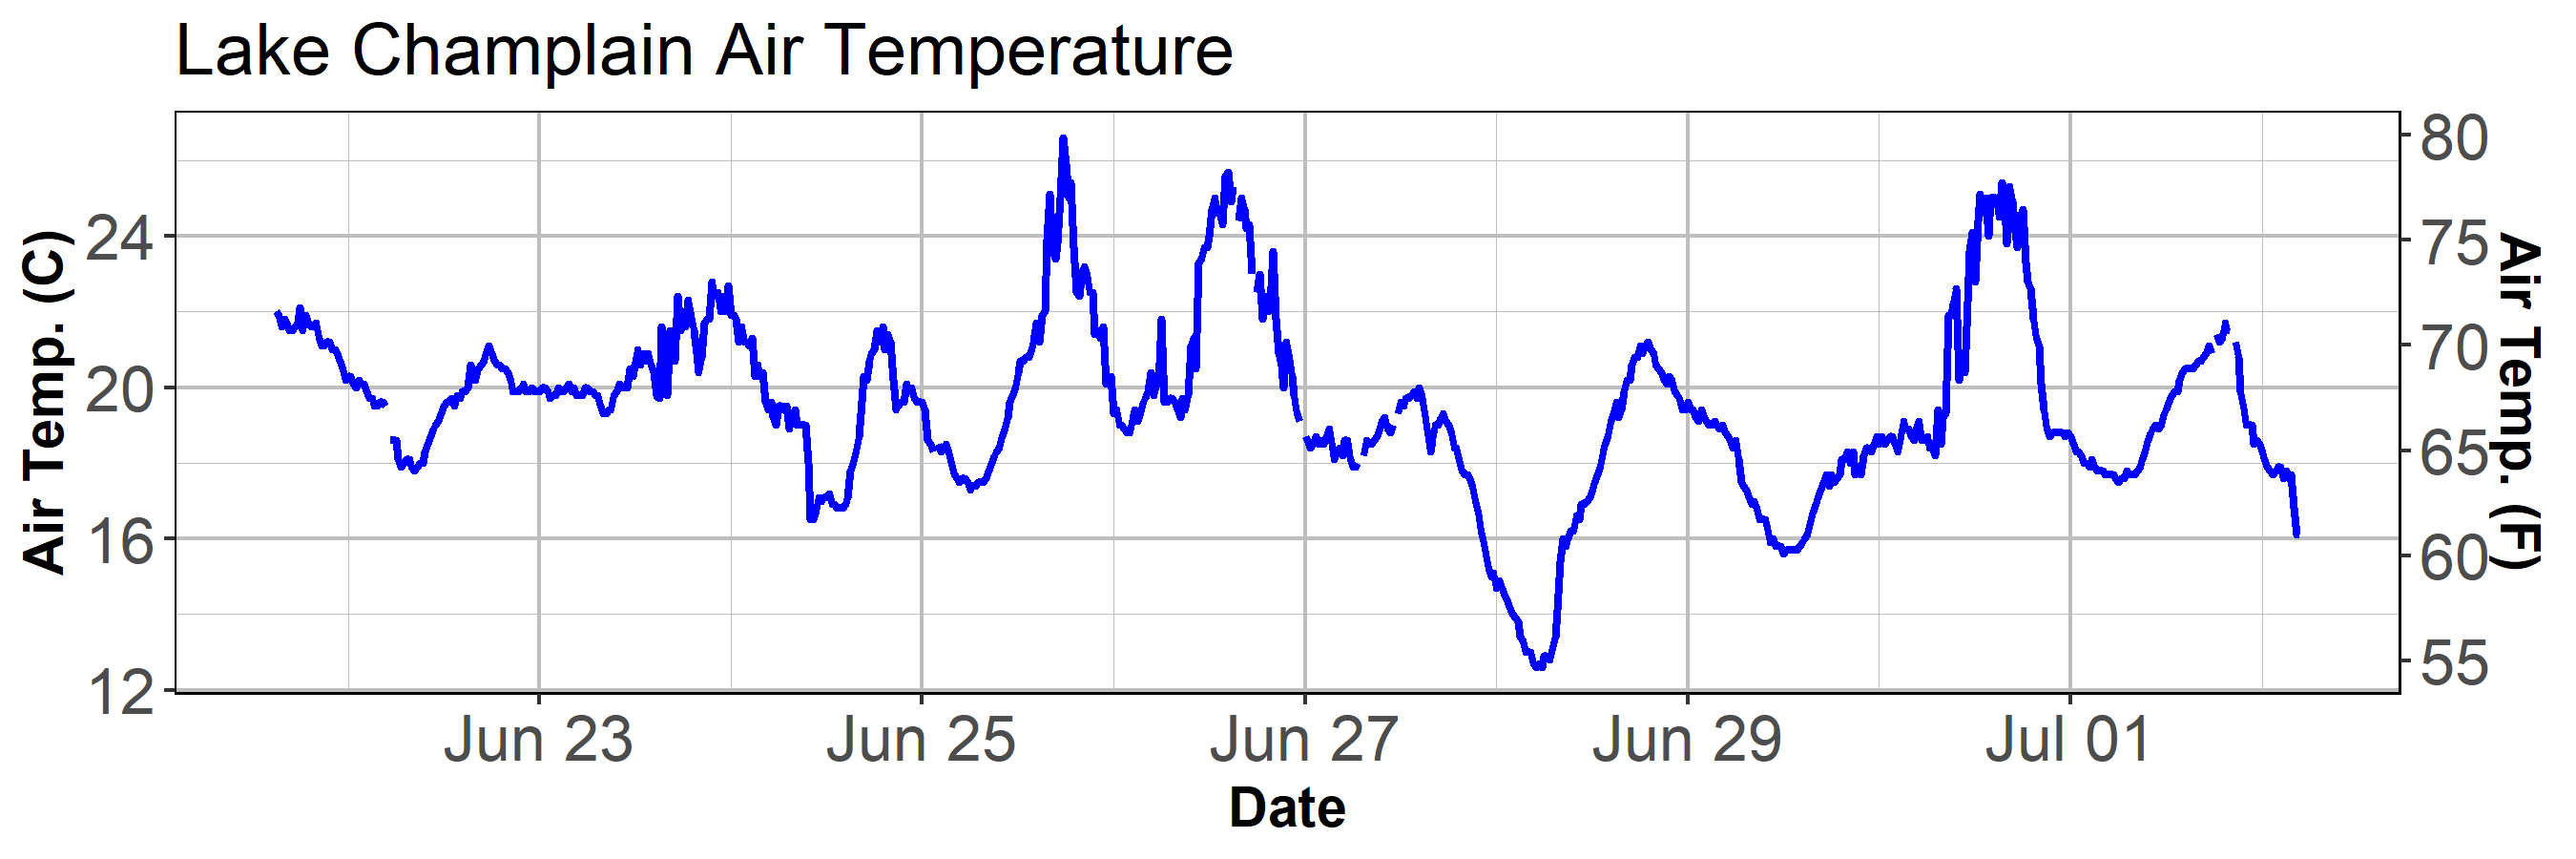 Lake Champlain Air Temperature
Air Temp. (C)
24
20
16
12
80
75
70
65
60
55
Air Temp. (F)
Jun 23 Jun 25 Jun 27 Jun 29 Jul 01
Date